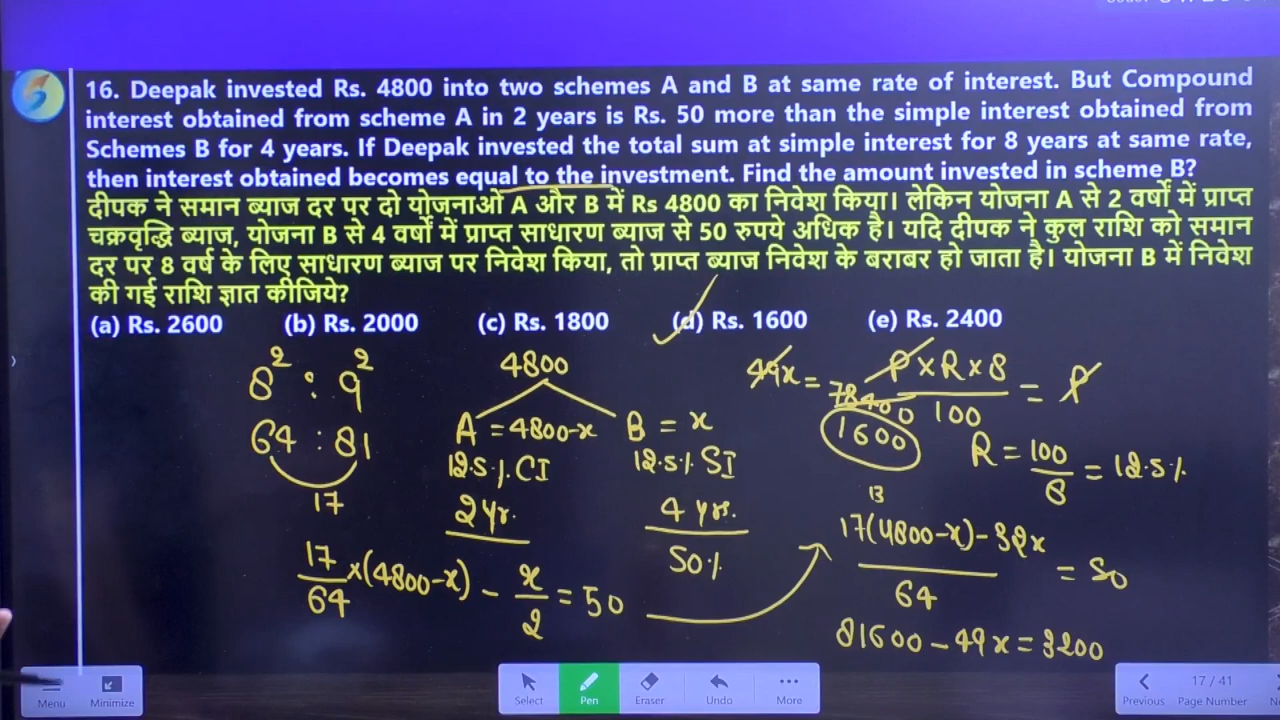 16. Deepak invested Rs. 4800 into two schemes A and B at same rate of interest. But Compound
interest obtained from scheme A in 2 years is Rs. 50 more than the simple interest obtained from
Schemes B for 4 years. If Deepak invested the total sum at simple interest for 8 years at same rate,
then interest obtained becomes equal to the investment. Find the amount invested in scheme B?
दीपक ने समान ब्याज दर पर दो योजनाओं A और B में Rs 4800 का निवेश किया। लेकिन योजना A से 2 वर्षों में प्राप्त
चक्रवृद्धि ब्याज, योजना B से 4 वर्षों में प्राप्त साधारण ब्याज से 50 रुपये अधिक है। यदि दीपक ने कुल राशि को समान
दर पर 8 वर्ष के लिए साधारण ब्याज पर निवेश किया, तो प्राप्त ब्याज निवेश के बराबर हो जाता है। योजना B में निवेश
की गई राशि ज्ञात कीजिये?
(a) Rs. 2600 (b) Rs. 2000 (c) Rs. 1800 (d) Rs. 1600 (e) Rs. 2400
8² : 9²
64 : 81
17
4800
A = 4800-x B = x
12.5% CI 12.5% SI
2 yr. 4 yrs.
50%
17/64 x(4800-x) - x/2 = 50
49x = 78400
1600
P x R x 8 / 100 = P
R = 100/8 = 12.5%
17(4800-x) - 32x / 64 = 50
81600 - 49x = 3200
Menu Minimize Select Pen Eraser Undo More Previous 17 / 41 Page Number